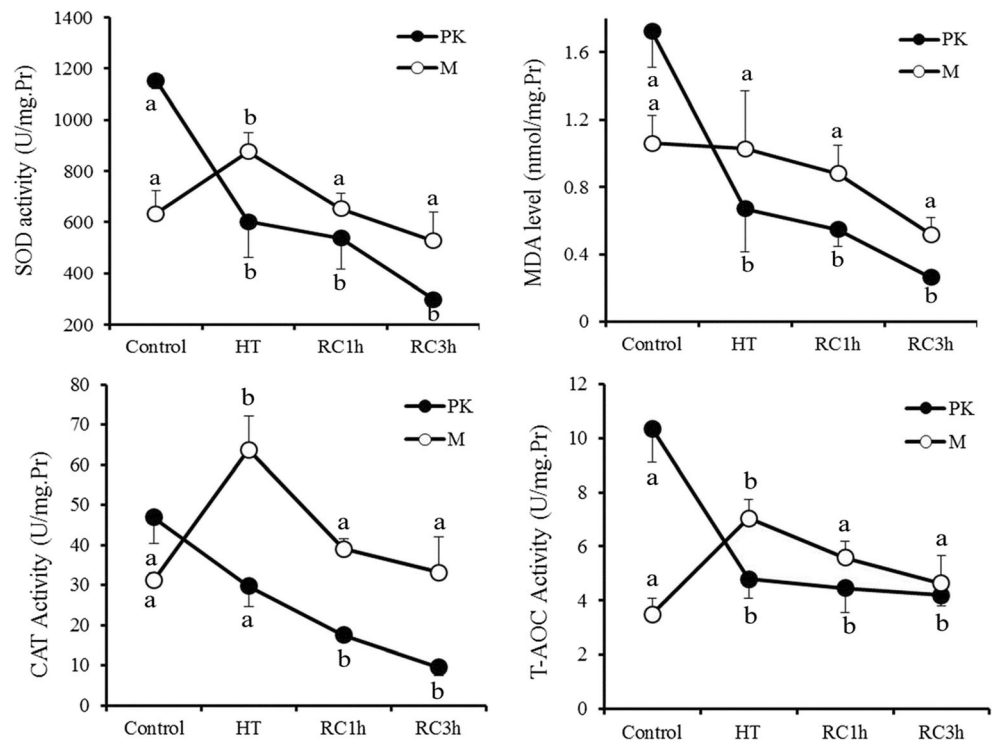 SOD activity (U/mg.Pr)
1400
1200
1000
800
600
400
200
PK
M
a
a
b
b
a
b
a
b
Control HT RC1h RC3h
MDA level (nmol/mg.Pr)
1.6
1.2
0.8
0.4
0
PK
M
a
a
a
b
a
b
a
b
Control HT RC1h RC3h
CAT Activity (U/mg.Pr)
80
70
60
50
40
30
20
10
0
PK
M
a
a
b
a
a
b
a
b
Control HT RC1h RC3h
T-AOC Activity (U/mg.Pr)
12
10
8
6
4
2
0
PK
M
a
a
b
b
a
b
a
b
Control HT RC1h RC3h